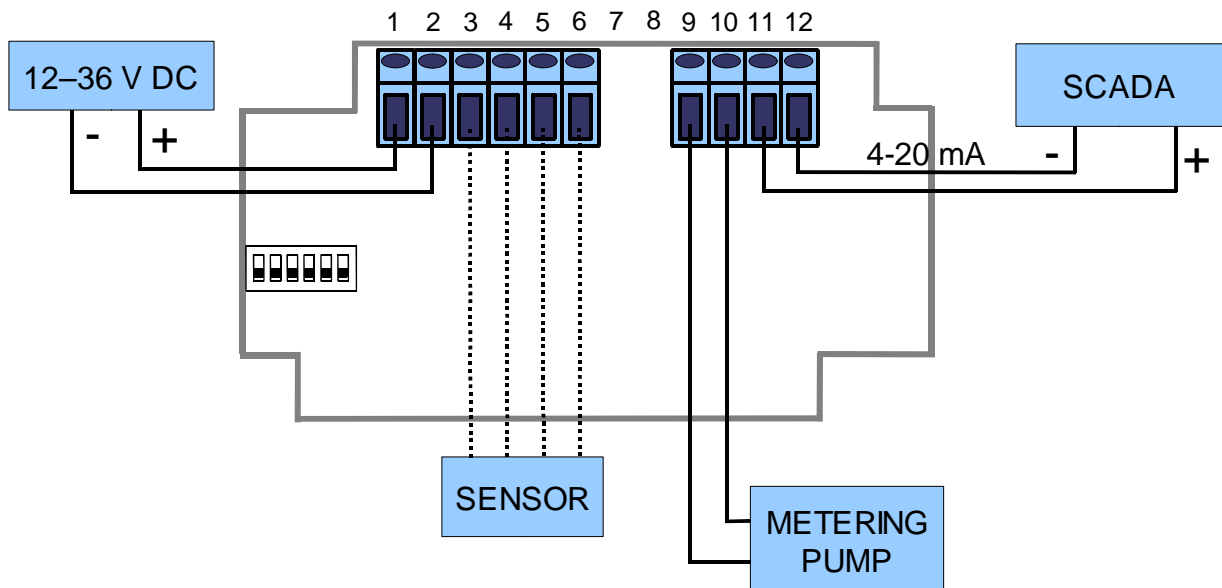 1 2 3 4 5 6 7 8 9 10 11 12
12–36 V DC
- +
SCADA
4-20 mA - +
SENSOR
METERING
PUMP